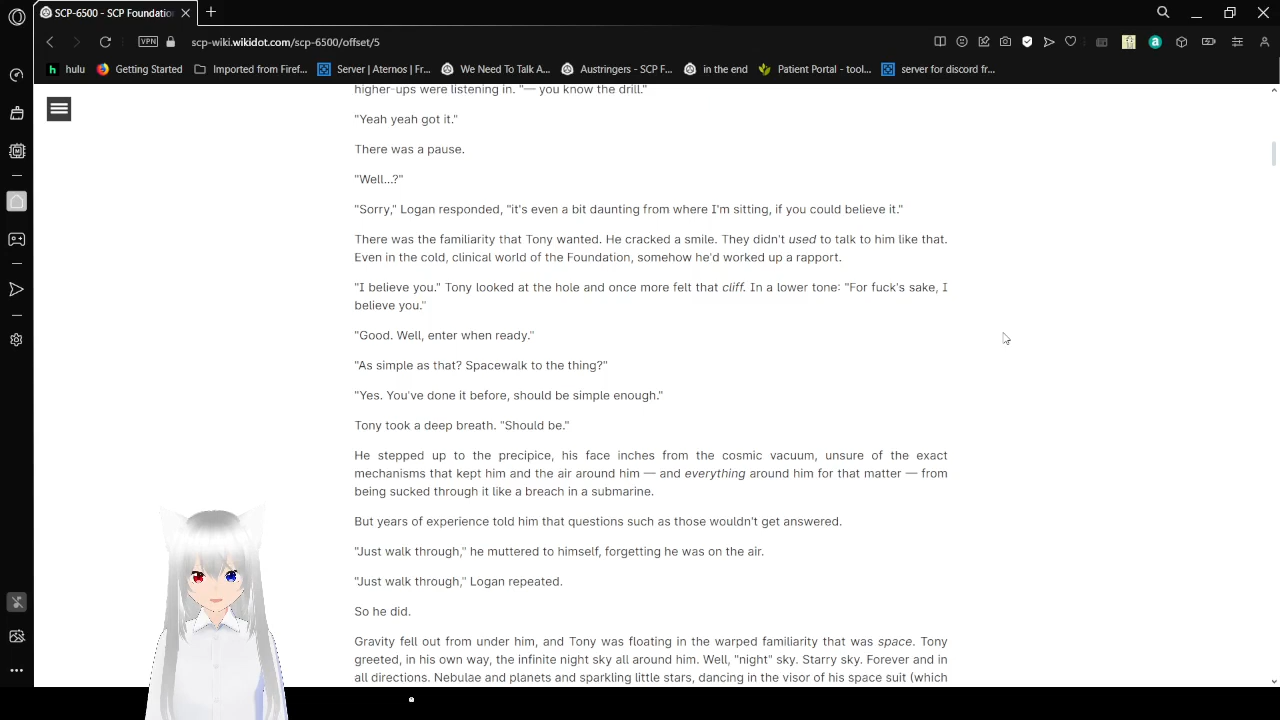 SCP-6500 - SCP Foundatio
VPN
scp-wiki.wikidot.com/scp-6500/offset/5
hulu
Getting Started
Imported from Firef...
Server | Aternos | Fr...
We Need To Talk A...
Austringers - SCP F...
in the end
Patient Portal - tool...
server for discord fr...
higher-ups were listening in. "— you know the drill."
"Yeah yeah got it."
There was a pause.
"Well...?"
"Sorry," Logan responded, "it's even a bit daunting from where I'm sitting, if you could believe it."
There was the familiarity that Tony wanted. He cracked a smile. They didn't used to talk to him like that.
Even in the cold, clinical world of the Foundation, somehow he'd worked up a rapport.
"I believe you." Tony looked at the hole and once more felt that cliff. In a lower tone: "For fuck's sake, I
believe you."
"Good. Well, enter when ready."
"As simple as that? Spacewalk to the thing?"
"Yes. You've done it before, should be simple enough."
Tony took a deep breath. "Should be."
He stepped up to the precipice, his face inches from the cosmic vacuum, unsure of the exact
mechanisms that kept him and the air around him — and everything around him for that matter — from
being sucked through it like a breach in a submarine.
But years of experience told him that questions such as those wouldn't get answered.
"Just walk through," he muttered to himself, forgetting he was on the air.
"Just walk through," Logan repeated.
So he did.
Gravity fell out from under him, and Tony was floating in the warped familiarity that was space. Tony
greeted, in his own way, the infinite night sky all around him. Well, "night" sky. Starry sky. Forever and in
all directions. Nebulae and planets and sparkling little stars, dancing in the visor of his space suit (which